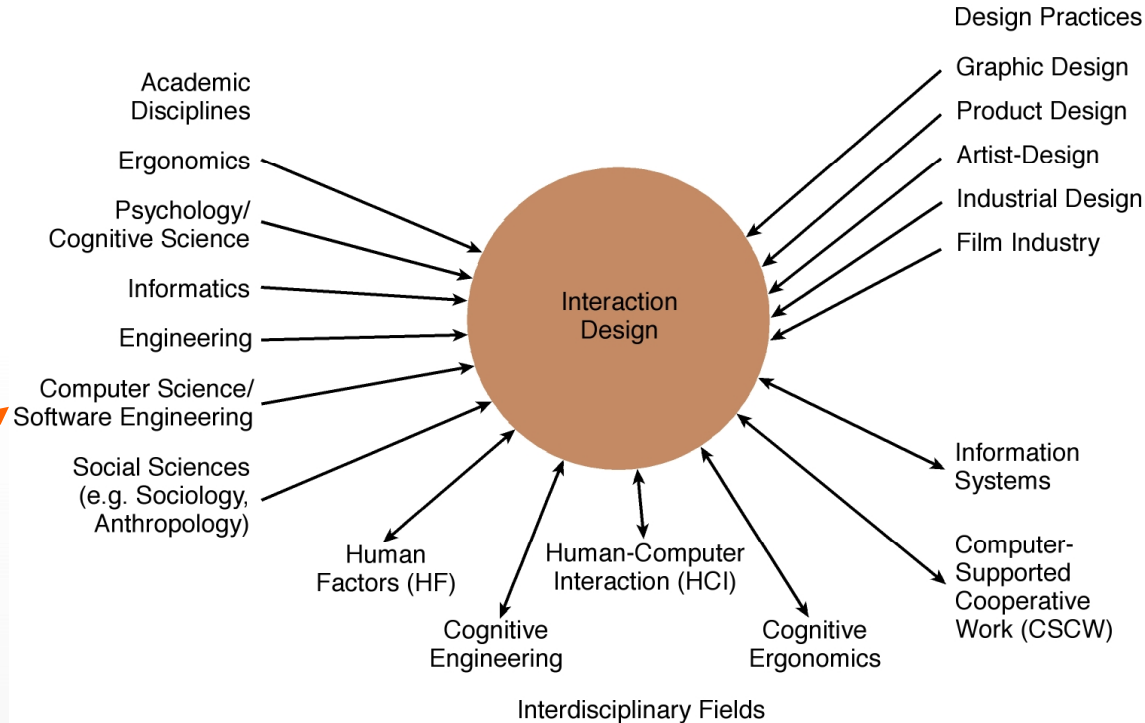 Design Practices
Graphic Design
Product Design
Artist-Design
Industrial Design
Film Industry
Academic
Disciplines
Ergonomics
Psychology/
Cognitive Science
Informatics
Engineering
Computer Science/
Software Engineering
Social Sciences
(e.g. Sociology,
Anthropology)
Interaction
Design
Human
Factors (HF)
Cognitive
Engineering
Human-Computer
Interaction (HCI)
Cognitive
Ergonomics
Information
Systems
Computer-
Supported
Cooperative
Work (CSCW)
Interdisciplinary Fields